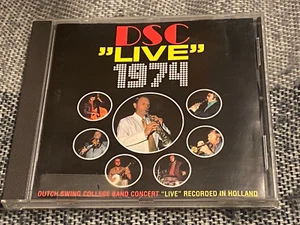 DSC
"LIVE"
1974
DUTCH SWING COLLEGE BAND CONCERT "LIVE" RECORDED IN HOLLAND